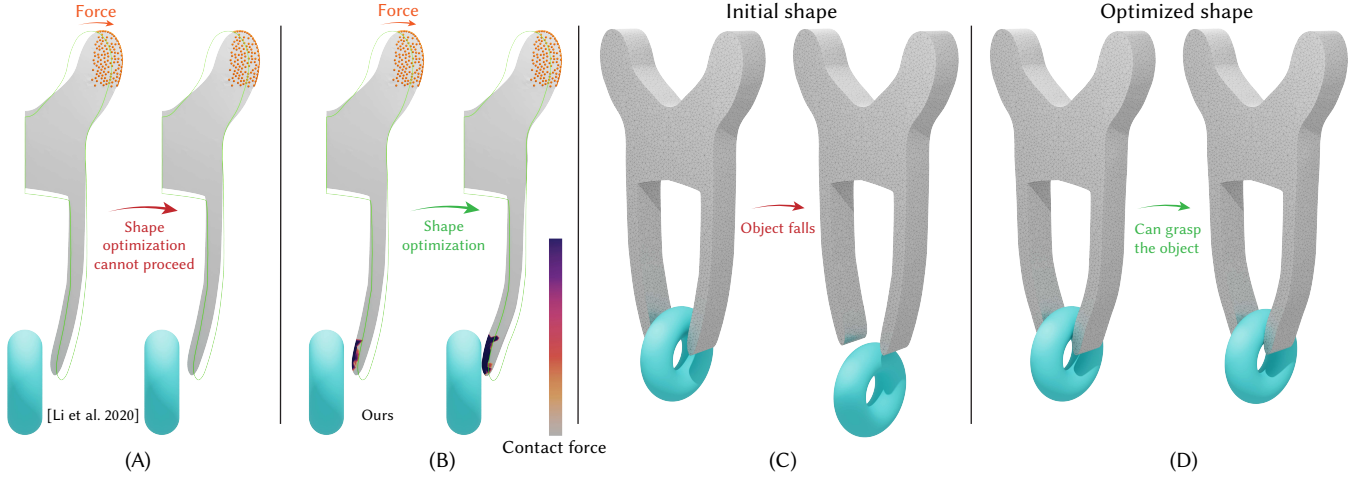 Force
Shape
optimization
cannot proceed
[Li et al. 2020]
(A)
Force
Shape
optimization
Ours
Contact force
(B)
Initial shape
Object falls
(C)
Optimized shape
Can grasp
the object
(D)